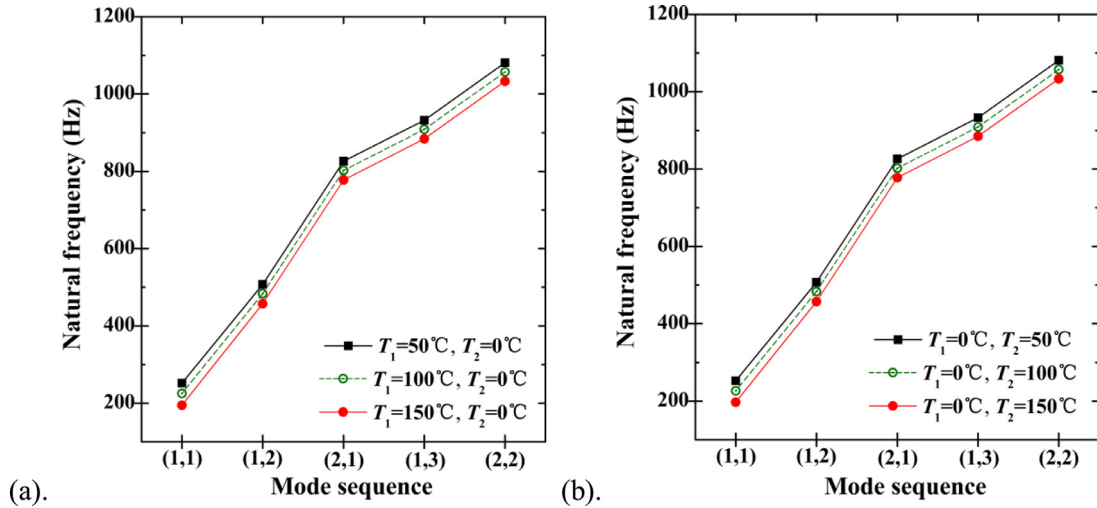 1200
1000
800
600
400
200
Natural frequency (Hz)
T1=50℃, T2=0℃
T1=100℃, T2=0℃
T1=150℃, T2=0℃
(1,1) (1,2) (2,1) (1,3) (2,2)
Mode sequence
(a).
1200
1000
800
600
400
200
Natural frequency (Hz)
T1=0℃, T2=50℃
T1=0℃, T2=100℃
T1=0℃, T2=150℃
(1,1) (1,2) (2,1) (1,3) (2,2)
Mode sequence
(b).